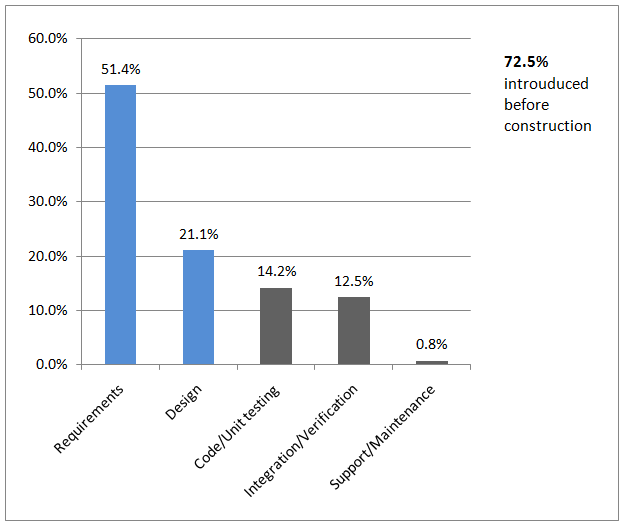 60.0%
50.0%
40.0%
30.0%
20.0%
10.0%
0.0%
51.4%
21.1%
14.2%
12.5%
0.8%
Requirements
Design
Code/Unit testing
Integration/Verification
Support/Maintenance
72.5%
introuduced
before
construction